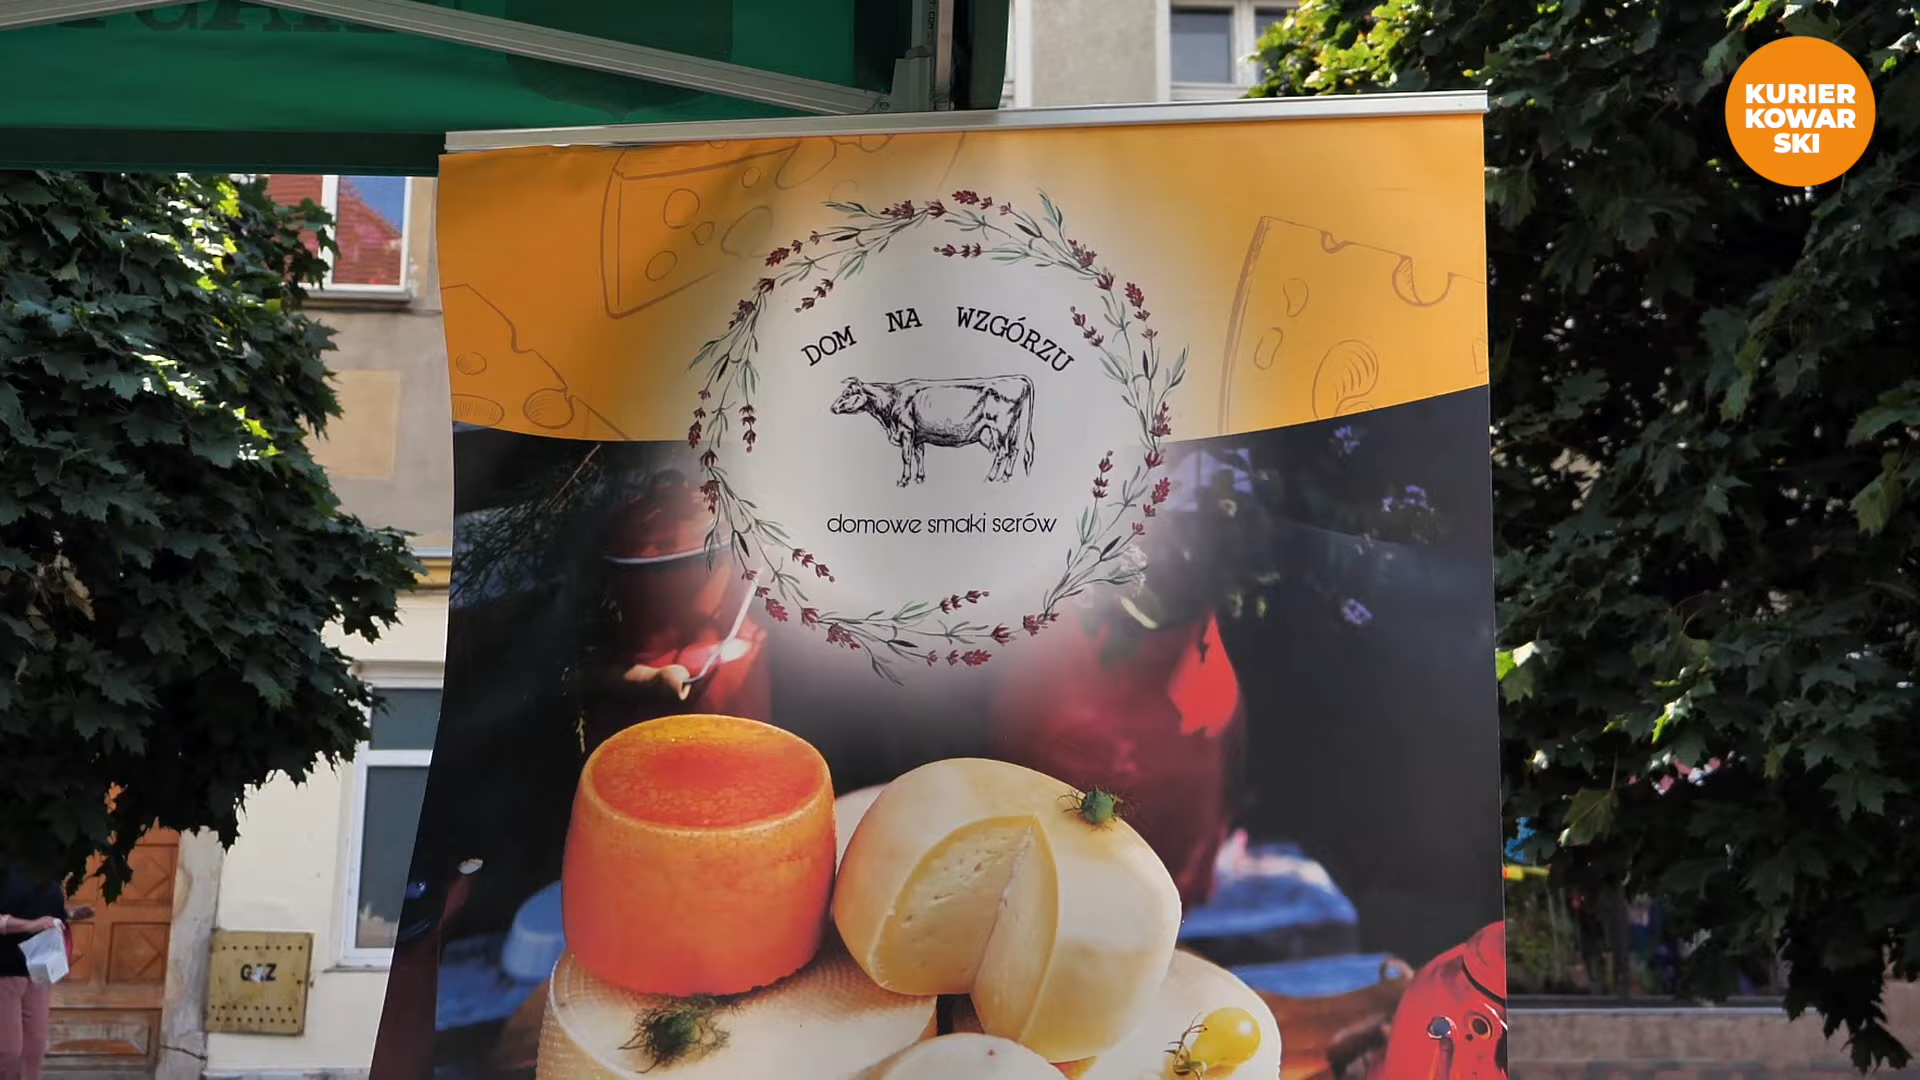 KURIER
KOWAR
SKI
DOM NA WZGÓRZU
domowe smaki serów
GAZ